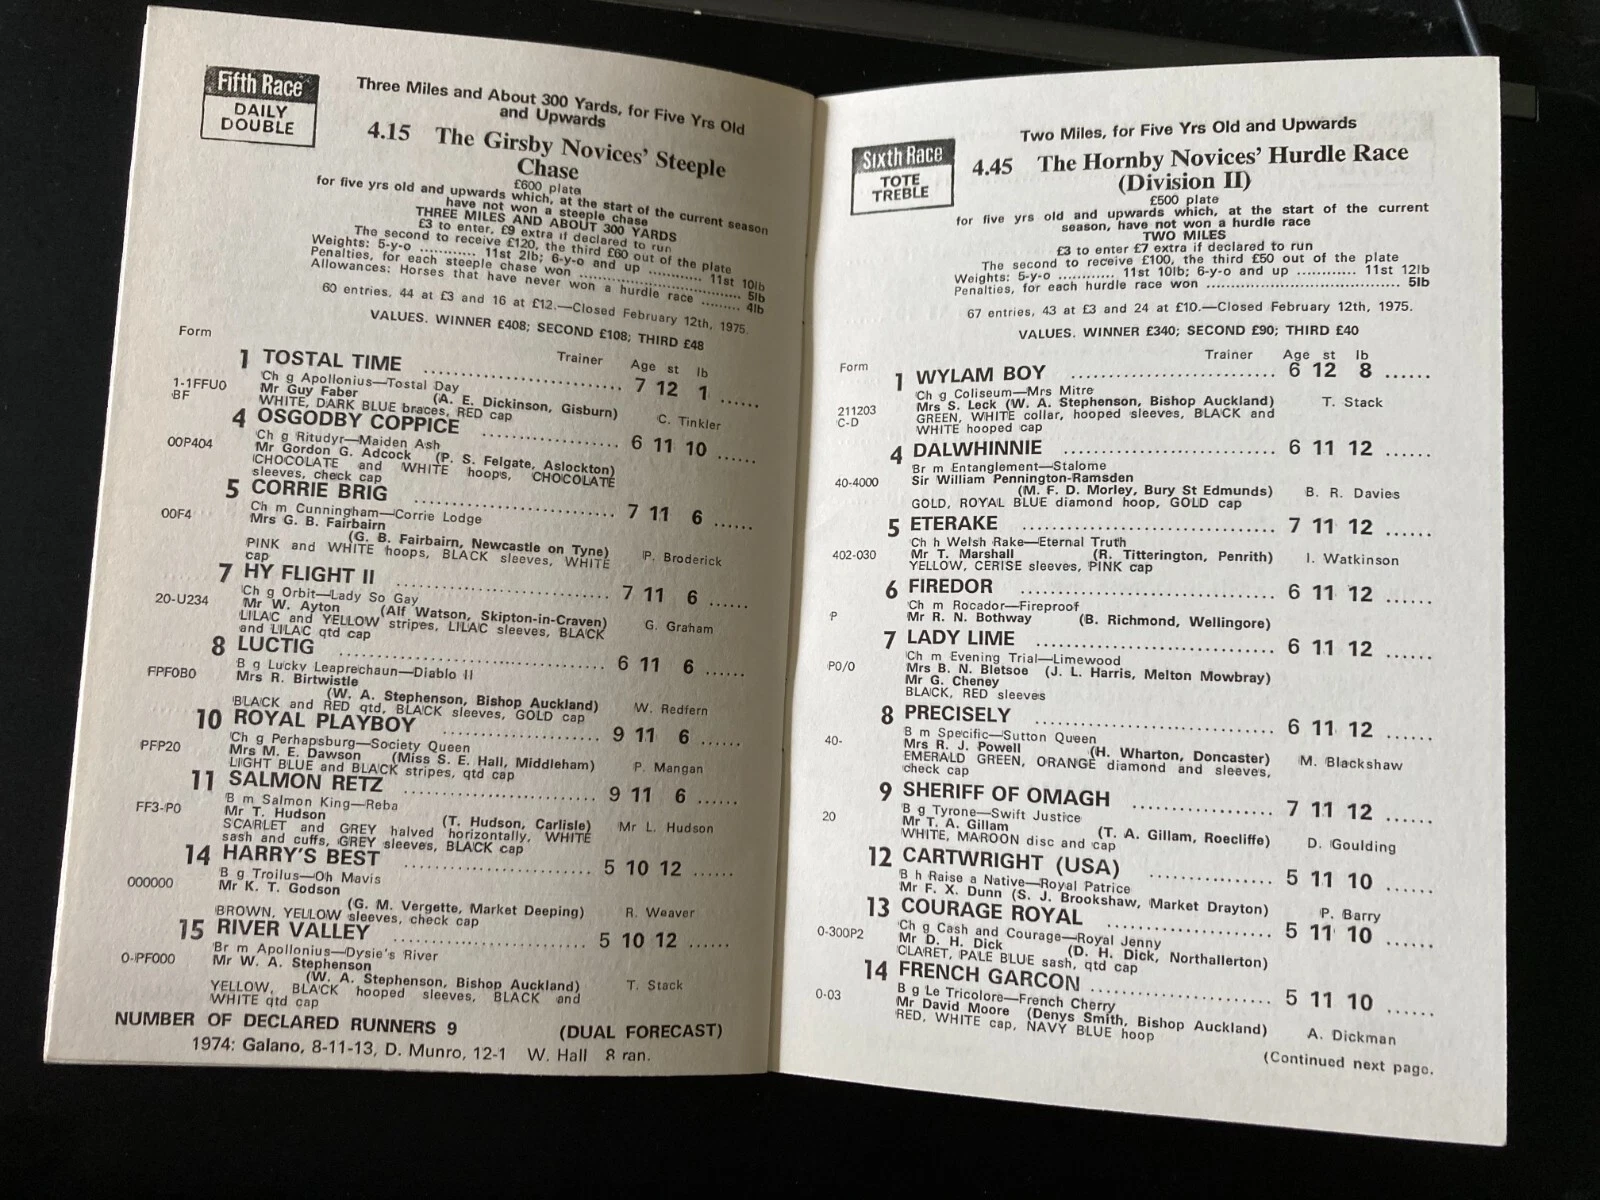 Fifth Race
DAILY
DOUBLE
Three Miles and About 300 Yards, for Five Yrs Old
and Upwards
4.15 The Girsby Novices' Steeple
Chase
£600 plate
for five yrs old and upwards which, at the start of the current season
have not won a steeple chase
THREE MILES AND ABOUT 300 YARDS
£3 to enter, £9 extra if declared to run
The second to receive £120, the third £60 out of the plate
Weights: 5-y-o ............ 11st 2lb; 6-y-o and up ............ 11st 10lb
Penalties, for each steeple chase won ........................ 5lb
Allowances: Horses that have never won a hurdle race ......... 4lb
60 entries, 44 at £3 and 16 at £12.—Closed February 12th, 1975.
VALUES. WINNER £408; SECOND £108; THIRD £48
Form Trainer Age st lb
1 TOSTAL TIME .............................. 7 12 1 ......
1-1FFU0 Ch g Apollonius—Tostal Day
BF Mr Guy Faber (A. E. Dickinson, Gisburn)
WHITE, DARK BLUE braces, RED cap C. Tinkler
4 OSGODBY COPPICE .................... 6 11 10 ......
00P404 Ch g Ritudyr—Maiden Ash
Mr Gordon G. Adcock (P. S. Felgate, Aslockton)
CHOCOLATE and WHITE hoops, CHOCOLATE
sleeves, check cap
5 CORRIE BRIG .............................. 7 11 6 ......
00F4 Ch m Cunningham—Corrie Lodge
Mrs G. B. Fairbairn
(G. B. Fairbairn, Newcastle on Tyne) P. Broderick
PINK and WHITE hoops, BLACK sleeves, WHITE
cap
7 HY FLIGHT II .............................. 7 11 6 ......
20-U234 Ch g Orbit—Lady So Gay
Mr W. Ayton (Alf Watson, Skipton-in-Craven) G. Graham
LILAC and YELLOW stripes, LILAC sleeves, BLACK
and LILAC qtd cap
8 LUCTIG .............................. 6 11 6 ......
FPF0B0 B g Lucky Leaprechaun—Diablo II
Mrs R. Birtwistle
(W. A. Stephenson, Bishop Auckland) W. Redfern
BLACK and RED qtd, BLACK sleeves, GOLD cap
10 ROYAL PLAYBOY ........................ 9 11 6 ......
PFP20 Ch g Perhapsburg—Society Queen
Mrs M. E. Dawson (Miss S. E. Hall, Middleham) P. Mangan
LIGHT BLUE and BLACK stripes, qtd cap
11 SALMON RETZ .............................. 9 11 6 ......
FF3-P0 B m Salmon King—Reba
Mr T. Hudson (T. Hudson, Carlisle) Mr L. Hudson
SCARLET and GREY halved horizontally, WHITE
sash and cuffs, GREY sleeves, BLACK cap
14 HARRY'S BEST .............................. 5 10 12 ......
000000 B g Troilus—Oh Mavis
Mr K. T. Godson
(G. M. Vergette, Market Deeping) R. Weaver
BROWN, YELLOW sleeves, check cap
15 RIVER VALLEY .............................. 5 10 12 ......
0-PF000 Br m Apollonius—Dysie's River
Mr W. A. Stephenson
(W. A. Stephenson, Bishop Auckland) T. Stack
YELLOW, BLACK hooped sleeves, BLACK and
WHITE qtd cap
NUMBER OF DECLARED RUNNERS 9 (DUAL FORECAST)
1974: Galano, 8-11-13, D. Munro, 12-1 W. Hall 8 ran.
Sixth Race
TOTE
TREBLE
Two Miles, for Five Yrs Old and Upwards
4.45 The Hornby Novices' Hurdle Race
(Division II)
£500 plate
for five yrs old and upwards which, at the start of the current
season, have not won a hurdle race
TWO MILES
£3 to enter £7 extra if declared to run
The second to receive £100, the third £50 out of the plate
Weights: 5-y-o ............ 11st 10lb; 6-y-o and up ............ 11st 12lb
Penalties, for each hurdle race won ........................ 5lb
67 entries, 43 at £3 and 24 at £10.—Closed February 12th, 1975.
VALUES. WINNER £340; SECOND £90; THIRD £40
Form Trainer Age st lb
1 WYLAM BOY .............................. 6 12 8 ......
Ch g Coliseum—Mrs Mitre
211203 Mrs S. Leck (W. A. Stephenson, Bishop Auckland) T. Stack
C-D GREEN, WHITE collar, hooped sleeves, BLACK and
WHITE hooped cap
4 DALWHINNIE .............................. 6 11 12 ......
Br m Entanglement—Stalome
40-4000 Sir William Pennington-Ramsden
(M. F. D. Morley, Bury St Edmunds) B. R. Davies
GOLD, ROYAL BLUE diamond hoop, GOLD cap
5 ETERAKE .............................. 7 11 12 ......
Ch h Welsh Rake—Eternal Truth
402-030 Mr T. Marshall (R. Titterington, Penrith) I. Watkinson
YELLOW, CERISE sleeves, PINK cap
6 FIREDOR .............................. 6 11 12 ......
Ch m Rocador—Fireproof
P Mr R. N. Bothway (B. Richmond, Wellingore)
7 LADY LIME .............................. 6 11 12 ......
Ch m Evening Trial—Limewood
P0/0 Mrs B. N. Bletsoe (J. L. Harris, Melton Mowbray)
Mr G. Cheney
BLACK, RED sleeves
8 PRECISELY .............................. 6 11 12 ......
B m Specific—Sutton Queen
40- Mrs R. J. Powell (H. Wharton, Doncaster) M. Blackshaw
EMERALD GREEN, ORANGE diamond and sleeves,
check cap
9 SHERIFF OF OMAGH .................. 7 11 12 ......
B g Tyrone—Swift Justice
20 Mr T. A. Gillam (T. A. Gillam, Roecliffe) D. Goulding
WHITE, MAROON disc and cap
12 CARTWRIGHT (USA) .................. 5 11 10 ......
B h Raise a Native—Royal Patrice
Mr F. X. Dunn (S. J. Brookshaw, Market Drayton) P. Barry
13 COURAGE ROYAL ........................ 5 11 10 ......
0-300P2 Ch g Cash and Courage—Royal Jenny
Mr D. H. Dick (D. H. Dick, Northallerton)
CLARET, PALE BLUE sash, qtd cap
14 FRENCH GARCON ........................ 5 11 10 ......
0-03 B g Le Tricolore—French Cherry
Mr David Moore (Denys Smith, Bishop Auckland) A. Dickman
RED, WHITE cap, NAVY BLUE hoop
(Continued next page.